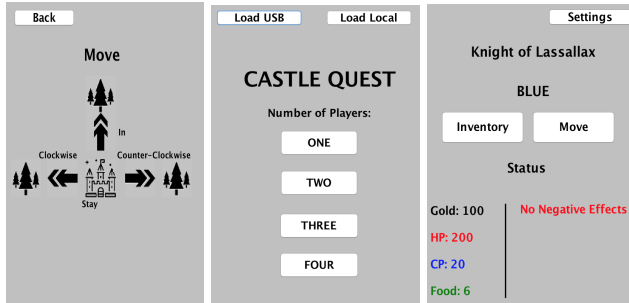 Back
Move
In
Clockwise
Counter-Clockwise
Stay
Load USB
Load Local
CASTLE QUEST
Number of Players:
ONE
TWO
THREE
FOUR
Settings
Knight of Lassallax
BLUE
Inventory
Move
Status
Gold: 100
No Negative Effects
HP: 200
CP: 20
Food: 6